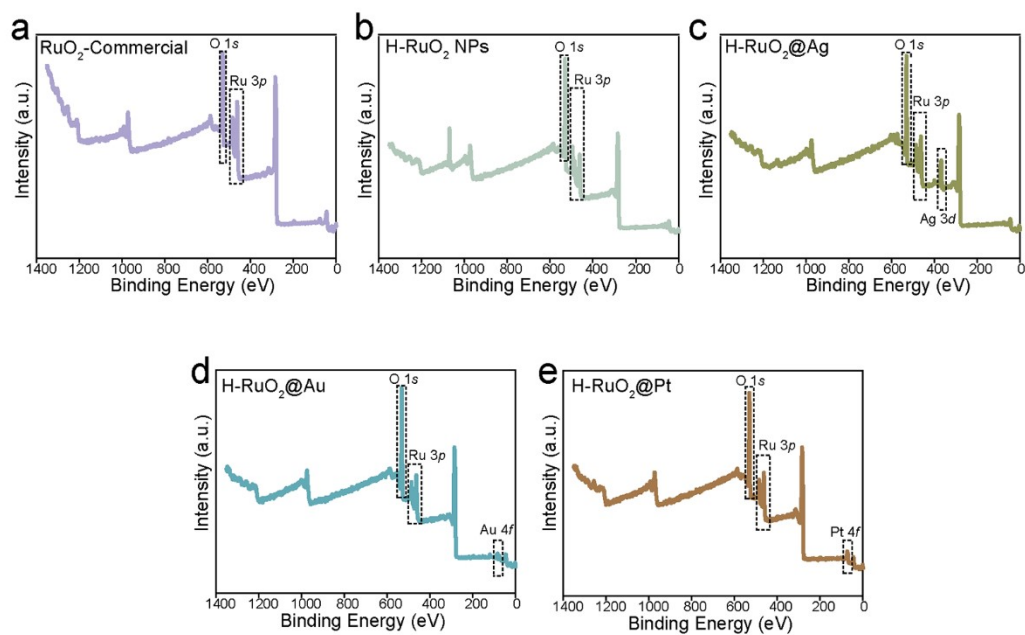 a
RuO₂-Commercial
O 1s
Ru 3p
Intensity (a.u.)
1400 1200 1000 800 600 400 200 0
Binding Energy (eV)
b
H-RuO₂ NPs
O 1s
Ru 3p
Intensity (a.u.)
1400 1200 1000 800 600 400 200 0
Binding Energy (eV)
c
H-RuO₂@Ag
O 1s
Ru 3p
Ag 3d
Intensity (a.u.)
1400 1200 1000 800 600 400 200 0
Binding Energy (eV)
d
H-RuO₂@Au
O 1s
Ru 3p
Au 4f
Intensity (a.u.)
1400 1200 1000 800 600 400 200 0
Binding Energy (eV)
e
H-RuO₂@Pt
O 1s
Ru 3p
Pt 4f
Intensity (a.u.)
1400 1200 1000 800 600 400 200 0
Binding Energy (eV)